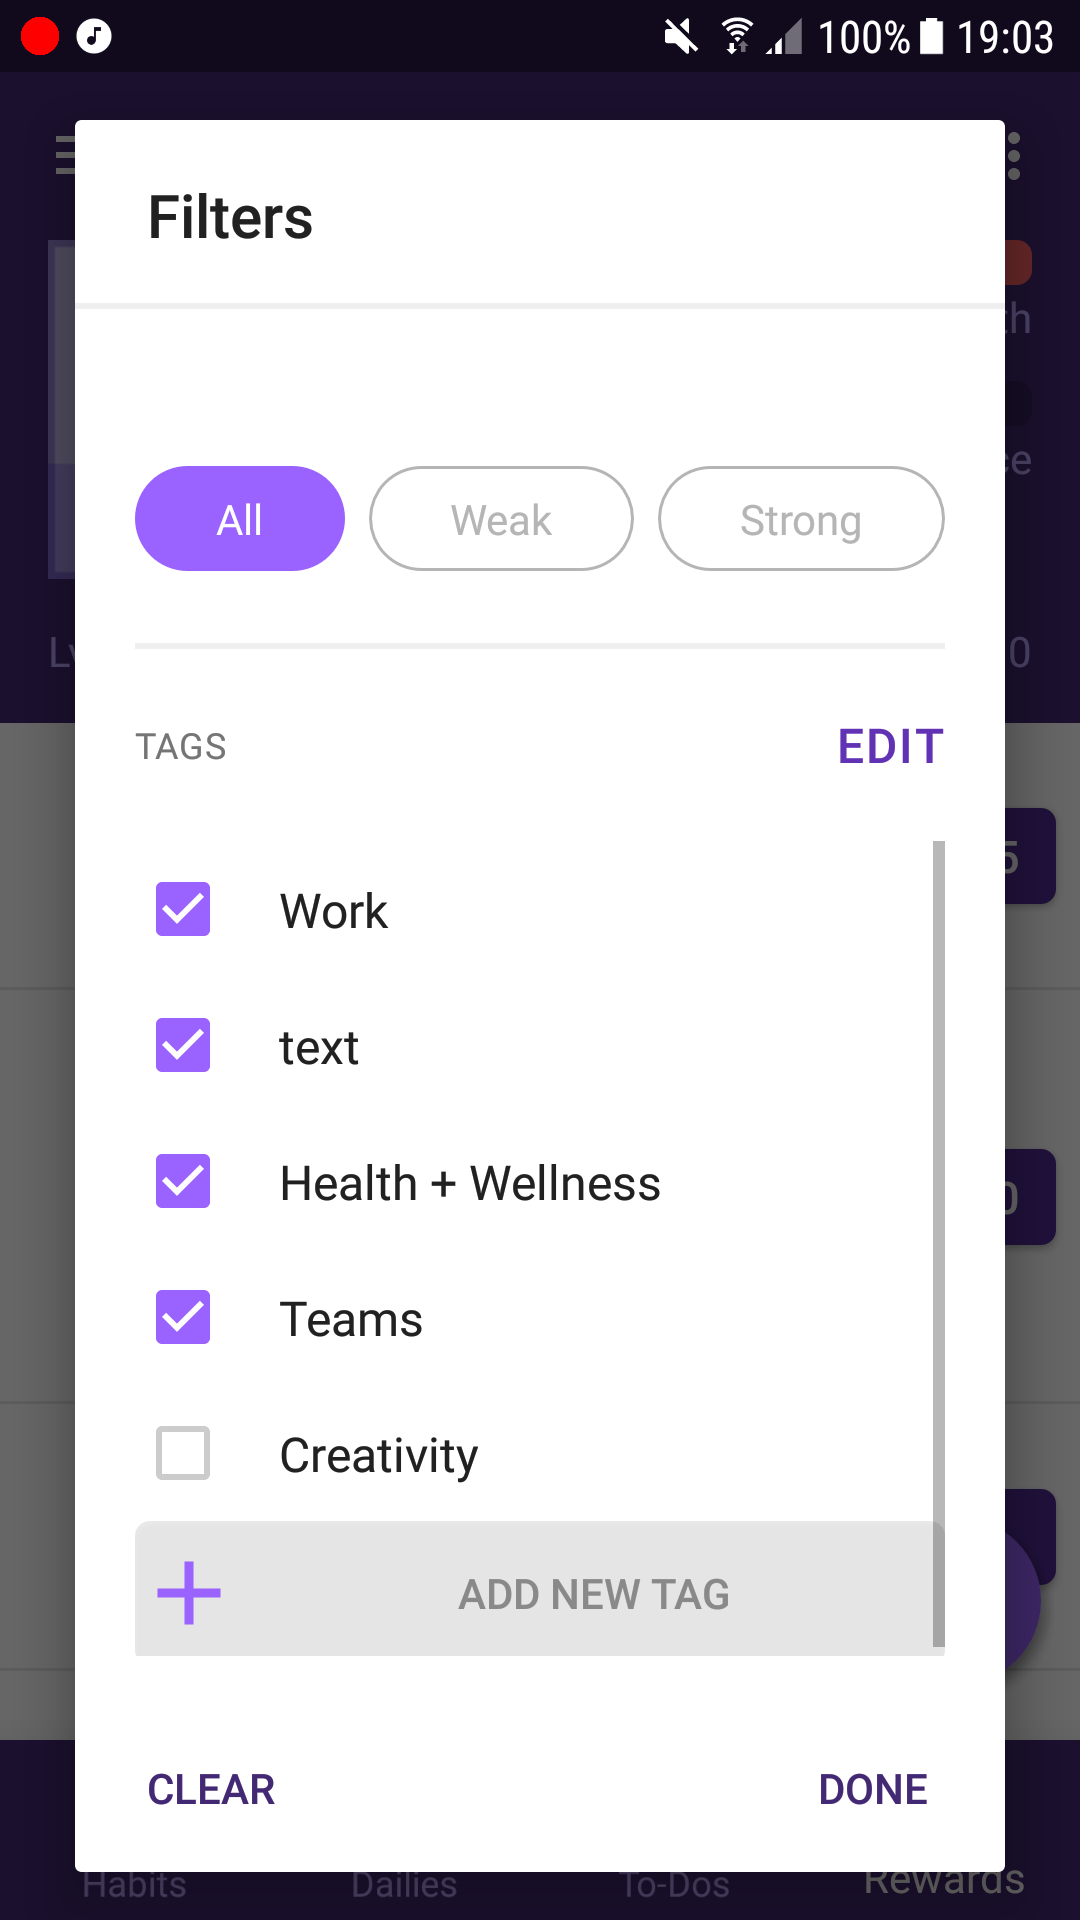 100% 19:03
Filters
All Weak Strong
TAGS EDIT
Work
text
Health + Wellness
Teams
Creativity
ADD NEW TAG
CLEAR DONE
Habits Dailies To-Dos Rewards